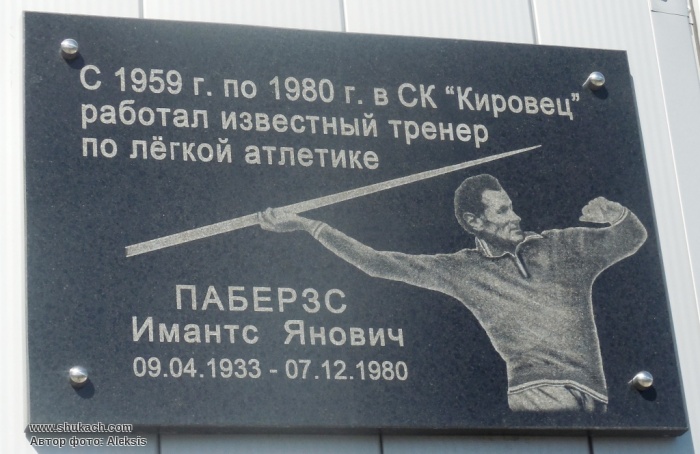 С 1959 г. по 1980 г. в СК "Кировец"
работал известный тренер
по лёгкой атлетике
ПАБЕРЗС
Имантс Янович
09.04.1933 - 07.12.1980
www.shukach.com
Автор фото: Aleksis